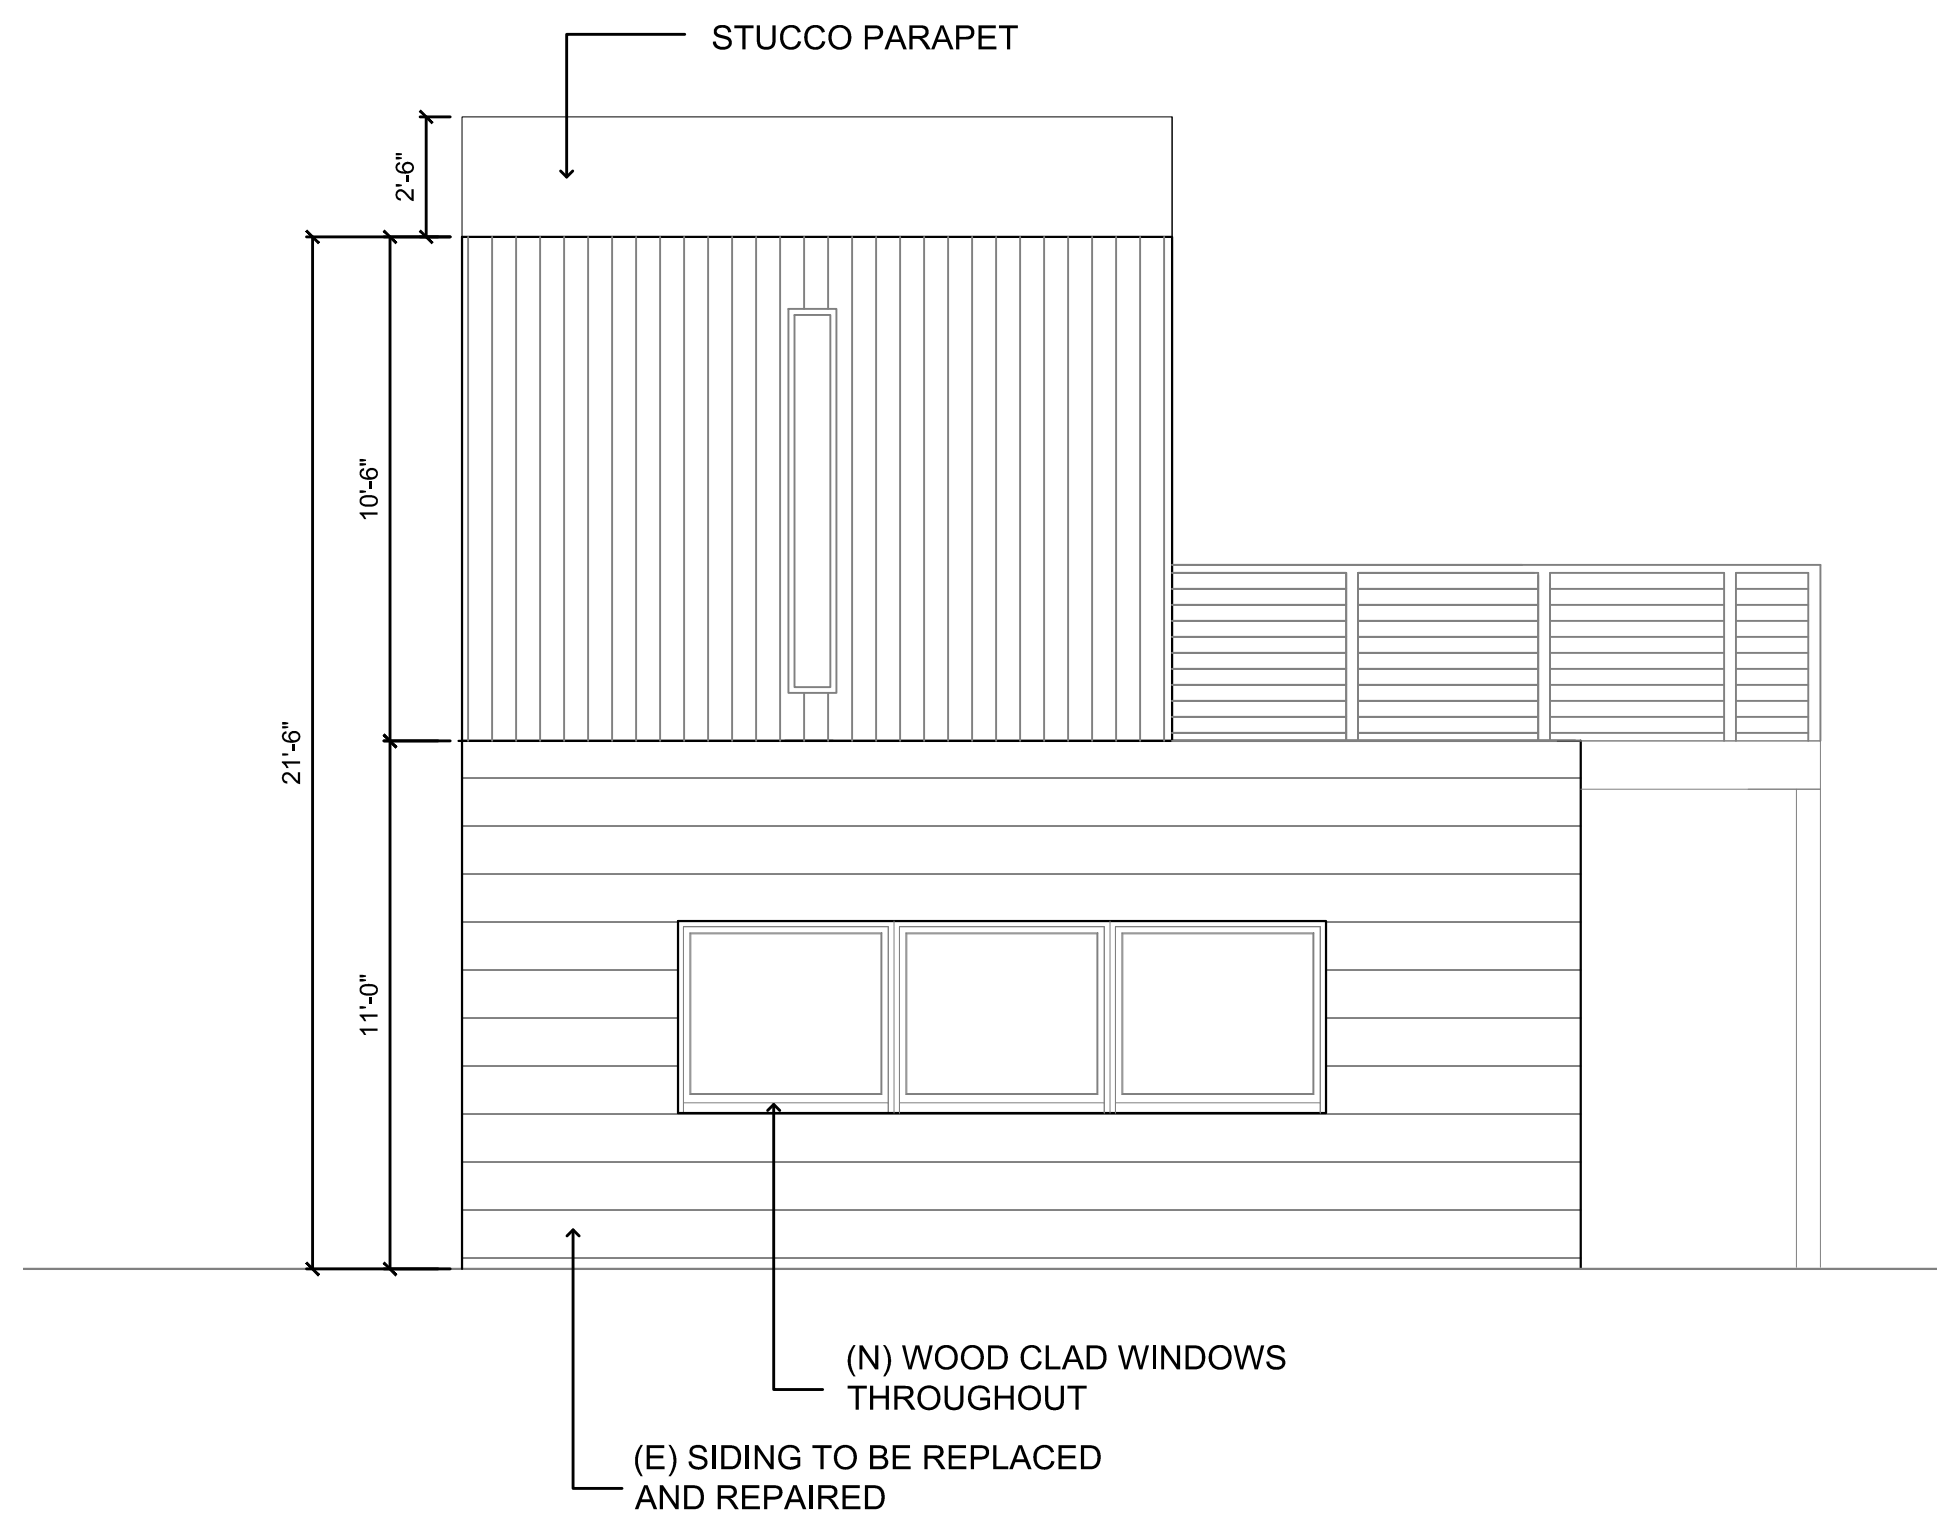 STUCCO PARAPET
2'-6"
10'-6"
21'-6"
11'-0"
(N) WOOD CLAD WINDOWS
THROUGHOUT
(E) SIDING TO BE REPLACED
AND REPAIRED